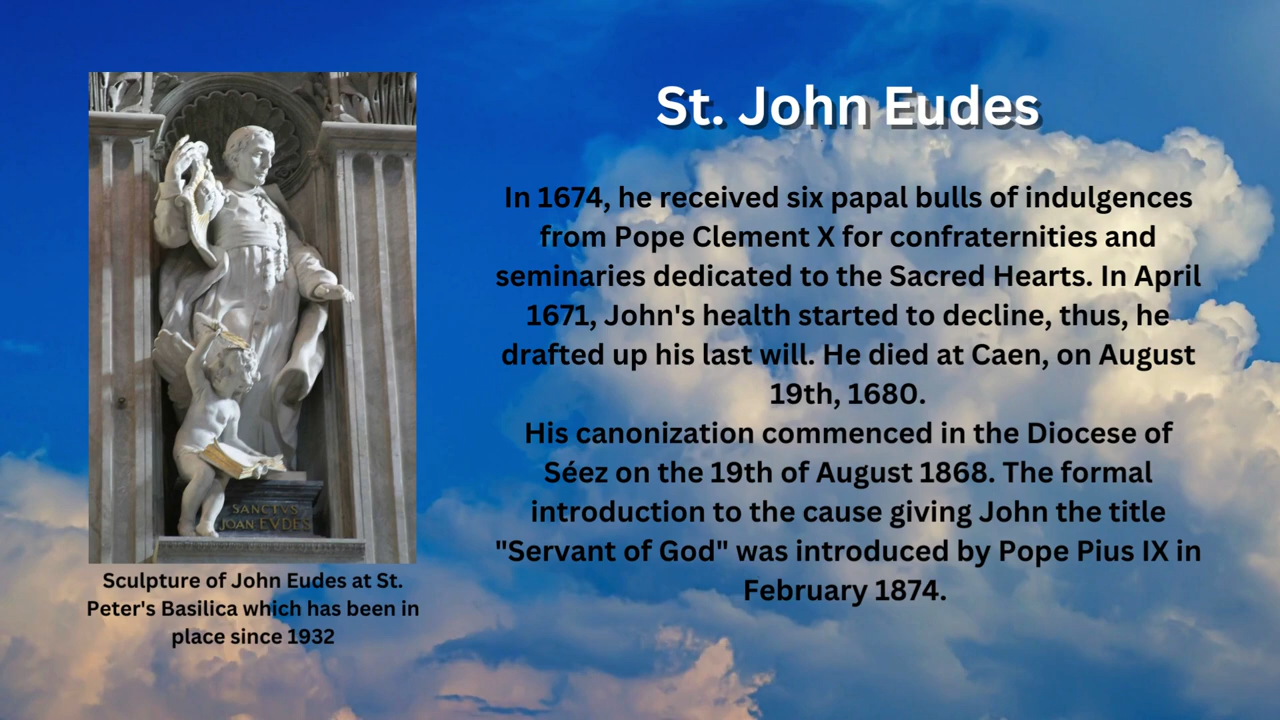 St. John Eudes
In 1674, he received six papal bulls of indulgences
from Pope Clement X for confraternities and
seminaries dedicated to the Sacred Hearts. In April
1671, John's health started to decline, thus, he
drafted up his last will. He died at Caen, on August
19th, 1680.
His canonization commenced in the Diocese of
Séez on the 19th of August 1868. The formal
introduction to the cause giving John the title
"Servant of God" was introduced by Pope Pius IX in
February 1874.
SANCTVS
JOAN EVDES
Sculpture of John Eudes at St.
Peter's Basilica which has been in
place since 1932